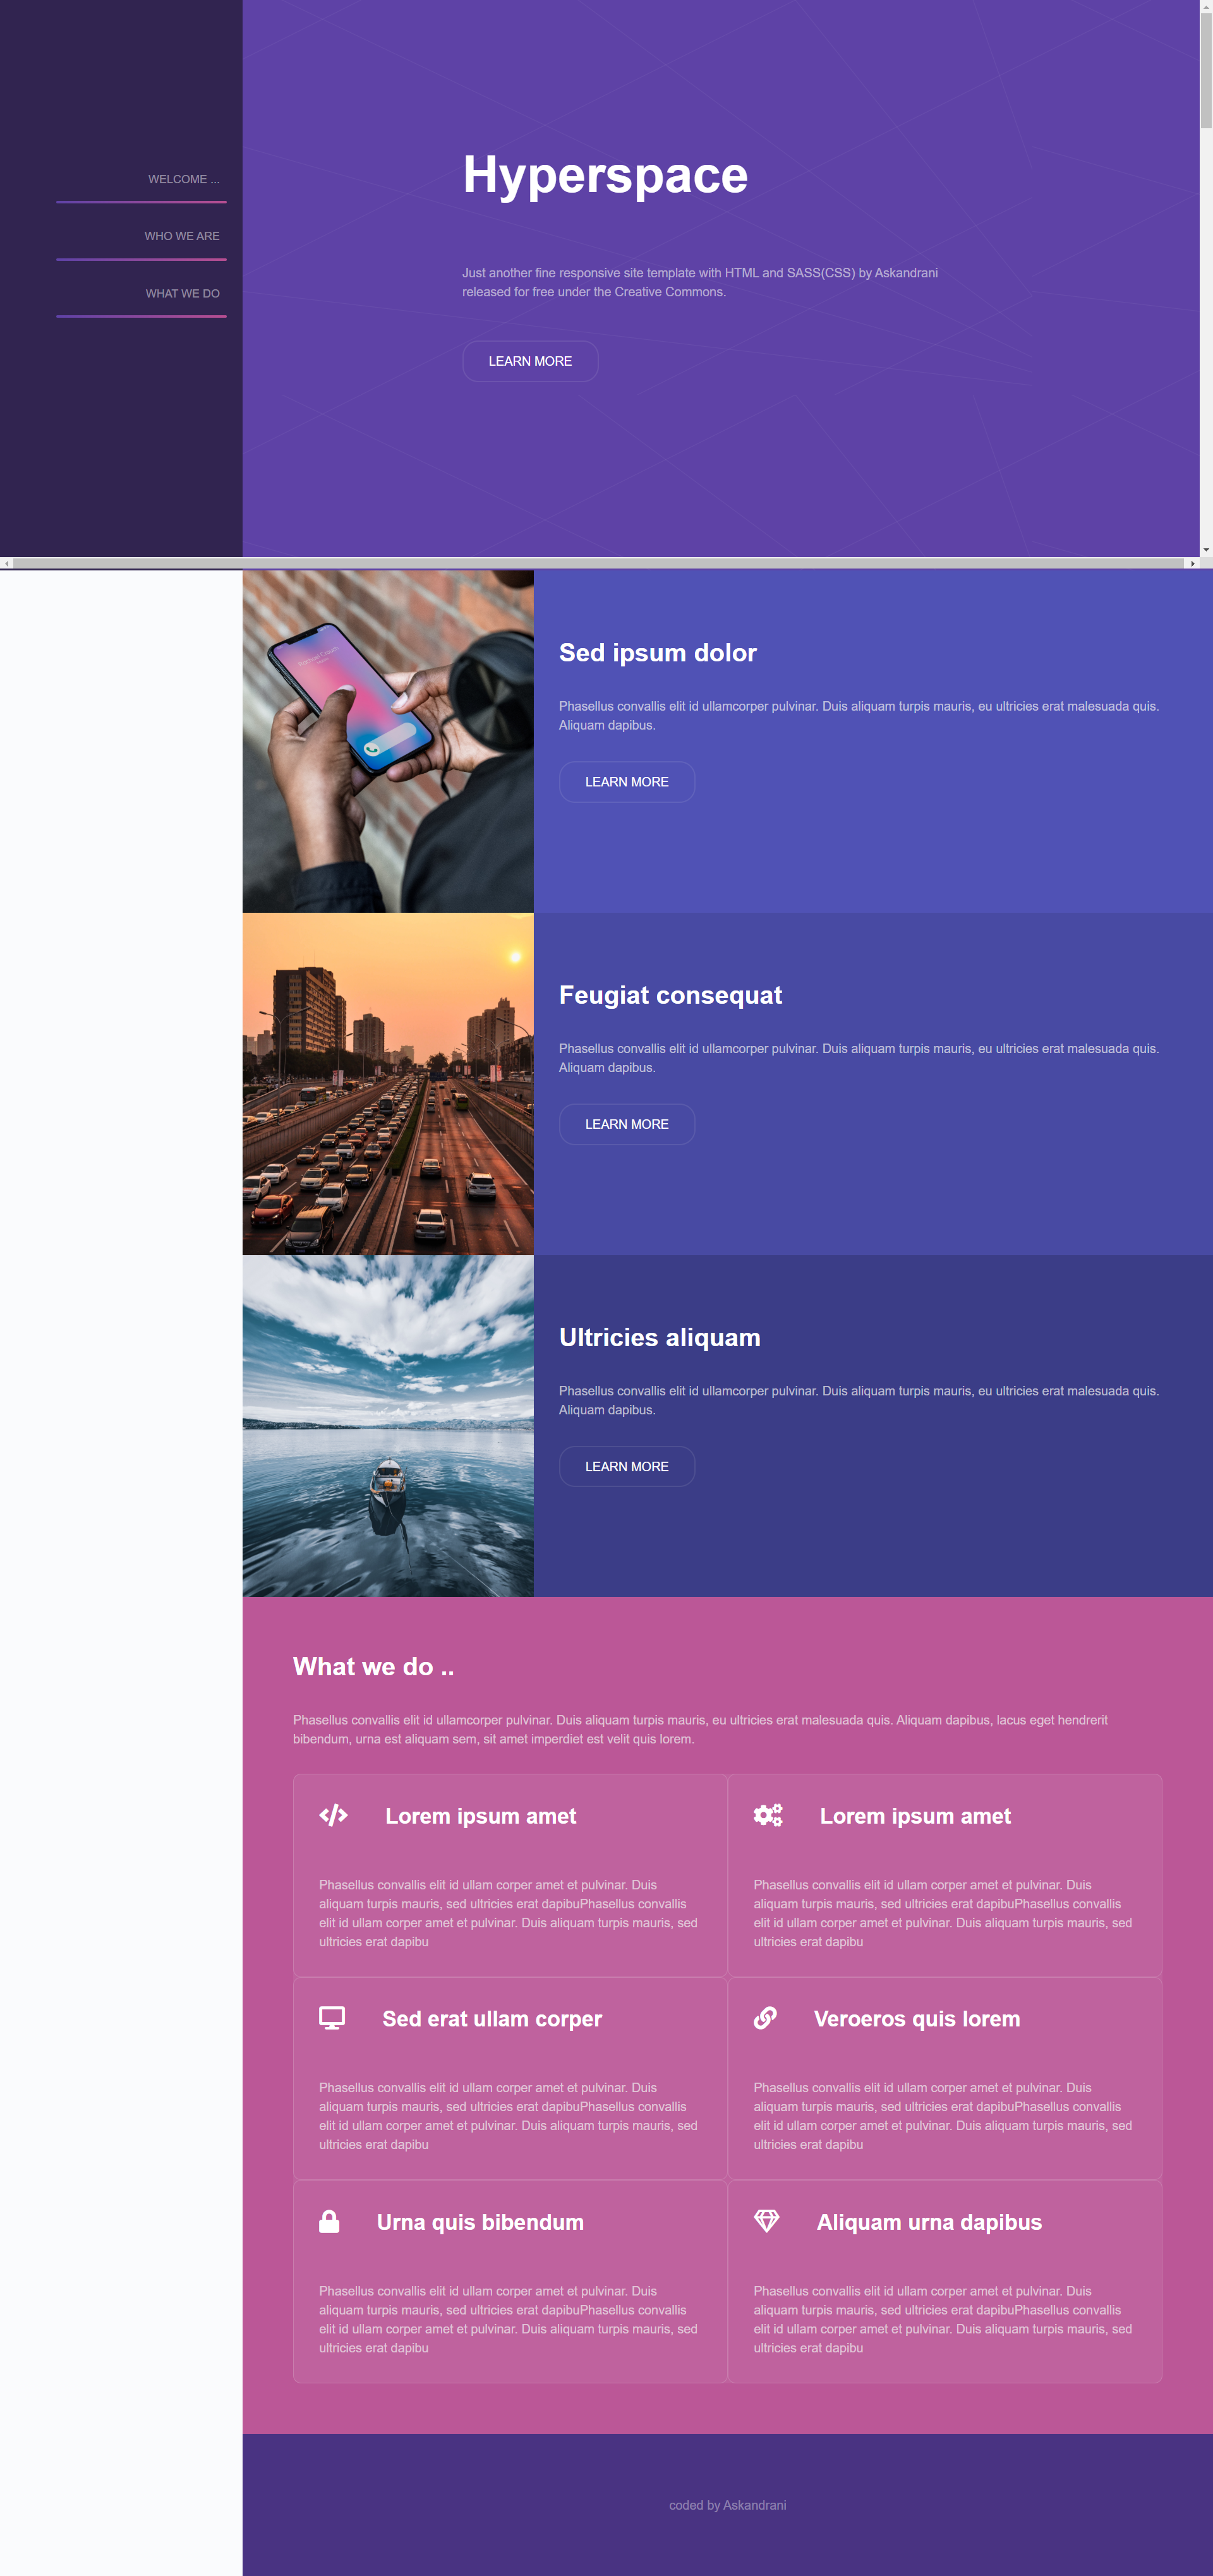 WELCOME ...
WHO WE ARE
WHAT WE DO
Hyperspace
Just another fine responsive site template with HTML and SASS(CSS) by Askandrani
released for free under the Creative Commons.
LEARN MORE
Sed ipsum dolor
Phasellus convallis elit id ullamcorper pulvinar. Duis aliquam turpis mauris, eu ultricies erat malesuada quis.
Aliquam dapibus.
LEARN MORE
Feugiat consequat
Phasellus convallis elit id ullamcorper pulvinar. Duis aliquam turpis mauris, eu ultricies erat malesuada quis.
Aliquam dapibus.
LEARN MORE
Ultricies aliquam
Phasellus convallis elit id ullamcorper pulvinar. Duis aliquam turpis mauris, eu ultricies erat malesuada quis.
Aliquam dapibus.
LEARN MORE
What we do ..
Phasellus convallis elit id ullamcorper pulvinar. Duis aliquam turpis mauris, eu ultricies erat malesuada quis. Aliquam dapibus, lacus eget hendrerit
bibendum, urna est aliquam sem, sit amet imperdiet est velit quis lorem.
Lorem ipsum amet
Phasellus convallis elit id ullam corper amet et pulvinar. Duis
aliquam turpis mauris, sed ultricies erat dapibuPhasellus convallis
elit id ullam corper amet et pulvinar. Duis aliquam turpis mauris, sed
ultricies erat dapibu
Lorem ipsum amet
Phasellus convallis elit id ullam corper amet et pulvinar. Duis
aliquam turpis mauris, sed ultricies erat dapibuPhasellus convallis
elit id ullam corper amet et pulvinar. Duis aliquam turpis mauris, sed
ultricies erat dapibu
Sed erat ullam corper
Phasellus convallis elit id ullam corper amet et pulvinar. Duis
aliquam turpis mauris, sed ultricies erat dapibuPhasellus convallis
elit id ullam corper amet et pulvinar. Duis aliquam turpis mauris, sed
ultricies erat dapibu
Veroeros quis lorem
Phasellus convallis elit id ullam corper amet et pulvinar. Duis
aliquam turpis mauris, sed ultricies erat dapibuPhasellus convallis
elit id ullam corper amet et pulvinar. Duis aliquam turpis mauris, sed
ultricies erat dapibu
Urna quis bibendum
Phasellus convallis elit id ullam corper amet et pulvinar. Duis
aliquam turpis mauris, sed ultricies erat dapibuPhasellus convallis
elit id ullam corper amet et pulvinar. Duis aliquam turpis mauris, sed
ultricies erat dapibu
Aliquam urna dapibus
Phasellus convallis elit id ullam corper amet et pulvinar. Duis
aliquam turpis mauris, sed ultricies erat dapibuPhasellus convallis
elit id ullam corper amet et pulvinar. Duis aliquam turpis mauris, sed
ultricies erat dapibu
coded by Askandrani